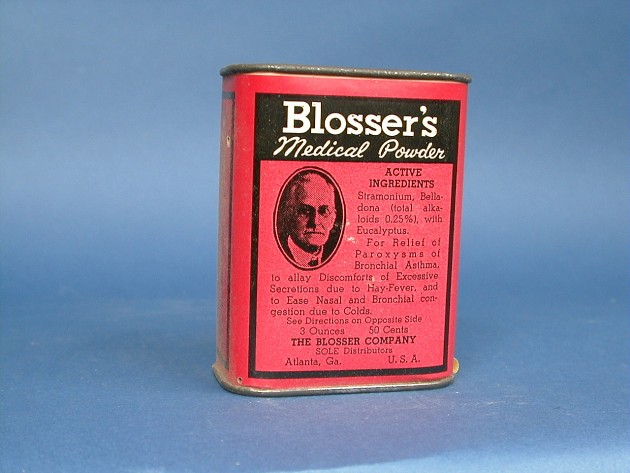 Blosser's
Medical Powder
ACTIVE
INGREDIENTS
Stramonium, Bella-
dona (total alka-
loids 0.25%), with
Eucalyptus.
For Relief of
Paroxysms of
Bronchial Asthma,
to allay Discomforts of Excessive
Secretions due to Hay-Fever, and
to Ease Nasal and Bronchial con-
gestion due to Colds.
See Directions on Opposite Side
3 Ounces 50 Cents
THE BLOSSER COMPANY
SOLE Distributors
Atlanta, Ga. U. S. A.